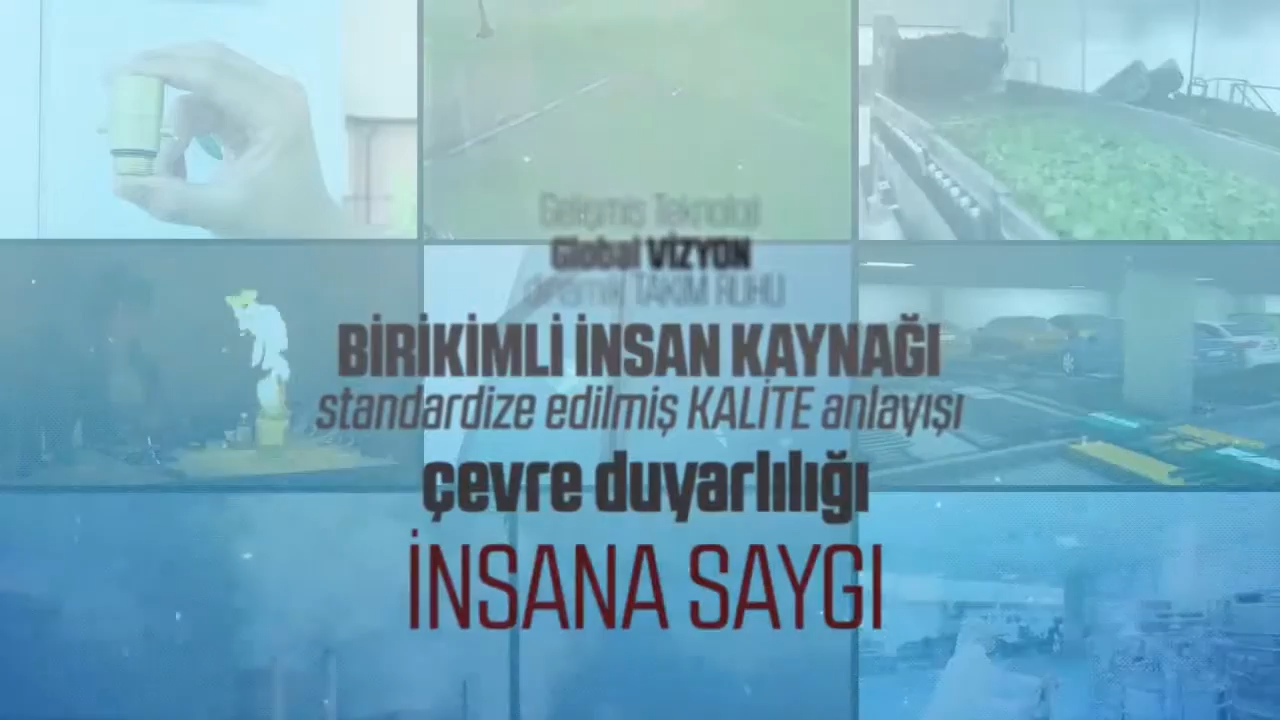 Gelişmiş Teknoloji
Global VİZYON
dinamik TAKIM RUHU
BİRİKİMLİ İNSAN KAYNAĞI
standardize edilmiş KALİTE anlayışı
çevre duyarlılığı
İNSANA SAYGI